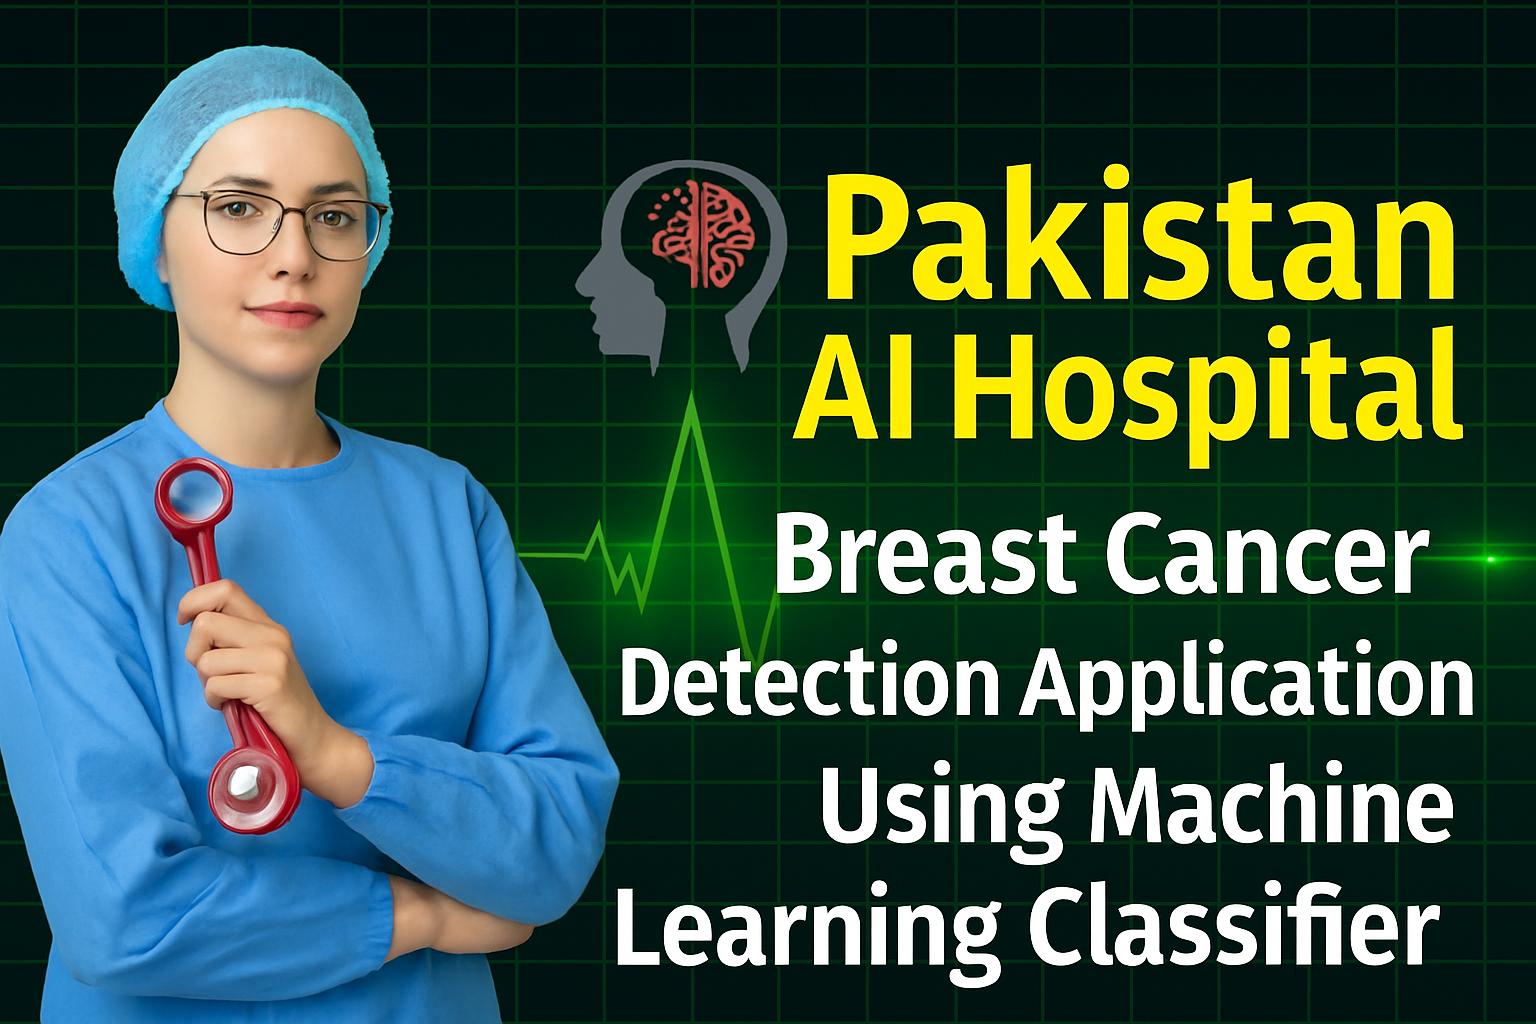 Pakistan
AI Hospital
Breast Cancer
Detection Application
Using Machine
Learning Classifier